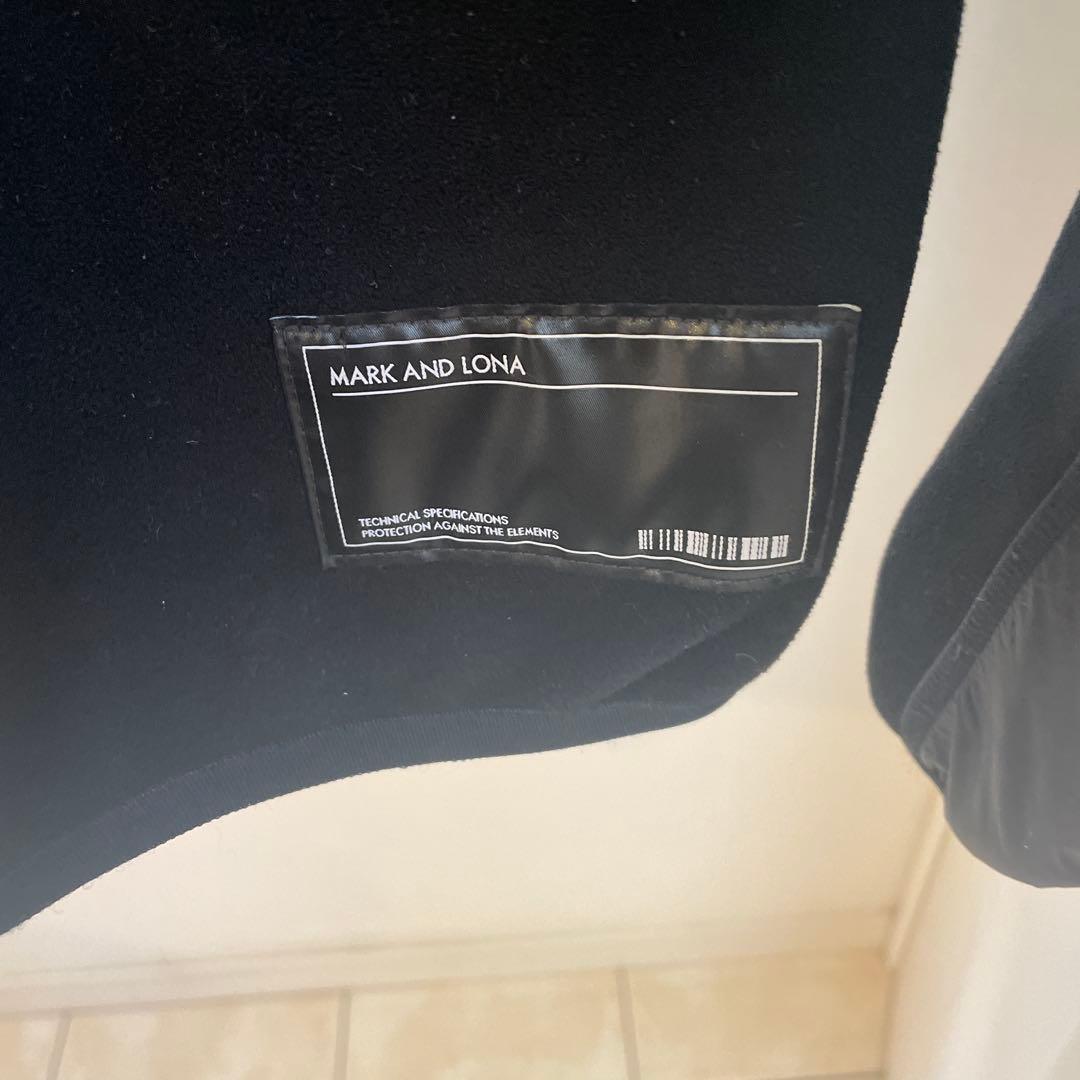 MARK AND LONA
TECHNICAL SPECIFICATIONS
PROTECTION AGAINST THE ELEMENTS